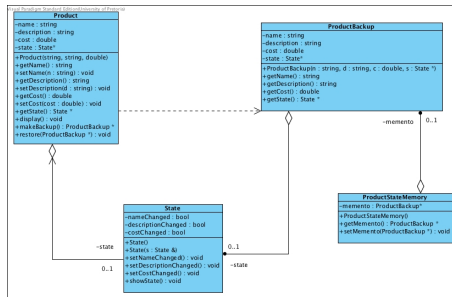 Visual Paradigm Standard Edition(University of Pretoria)
Product
-name : string
-description : string
-cost : double
-state : State*
+Product(string, string, double)
+getName() : string
+setName(n : string) : void
+getDescription() : string
+setDescription(d : string) : void
+getCost() : double
+setCost(cost : double) : void
+getState() : State *
+display() : void
+makeBackup() : ProductBackup *
+restore(ProductBackup *) : void
ProductBackup
-name : string
-description : string
-cost : double
-state : State*
+ProductBackup(n : string, d : string, c : double, s : State *)
+getName() : string
+getDescription() : string
+getCost() : double
+getState() : State *
-memento
0..1
ProductStateMemory
-memento : ProductBackup*
+ProductStateMemory()
+getMemento() : ProductBackup *
+setMemento(ProductBackup *) : void
State
-nameChanged : bool
-descriptionChanged : bool
-costChanged : bool
+State()
+State(s : State &)
+setNameChanged() : void
+setDescriptionChanged() : void
+setCostChanged() : void
+showState() : void
-state
0..1
0..1
-state